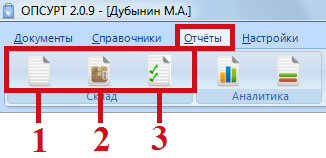 ОПСУРТ 2.0.9 - [Дубынин М.А.]
Документы Справочники Отчёты Настройки
Склад Аналитика
1 2 3